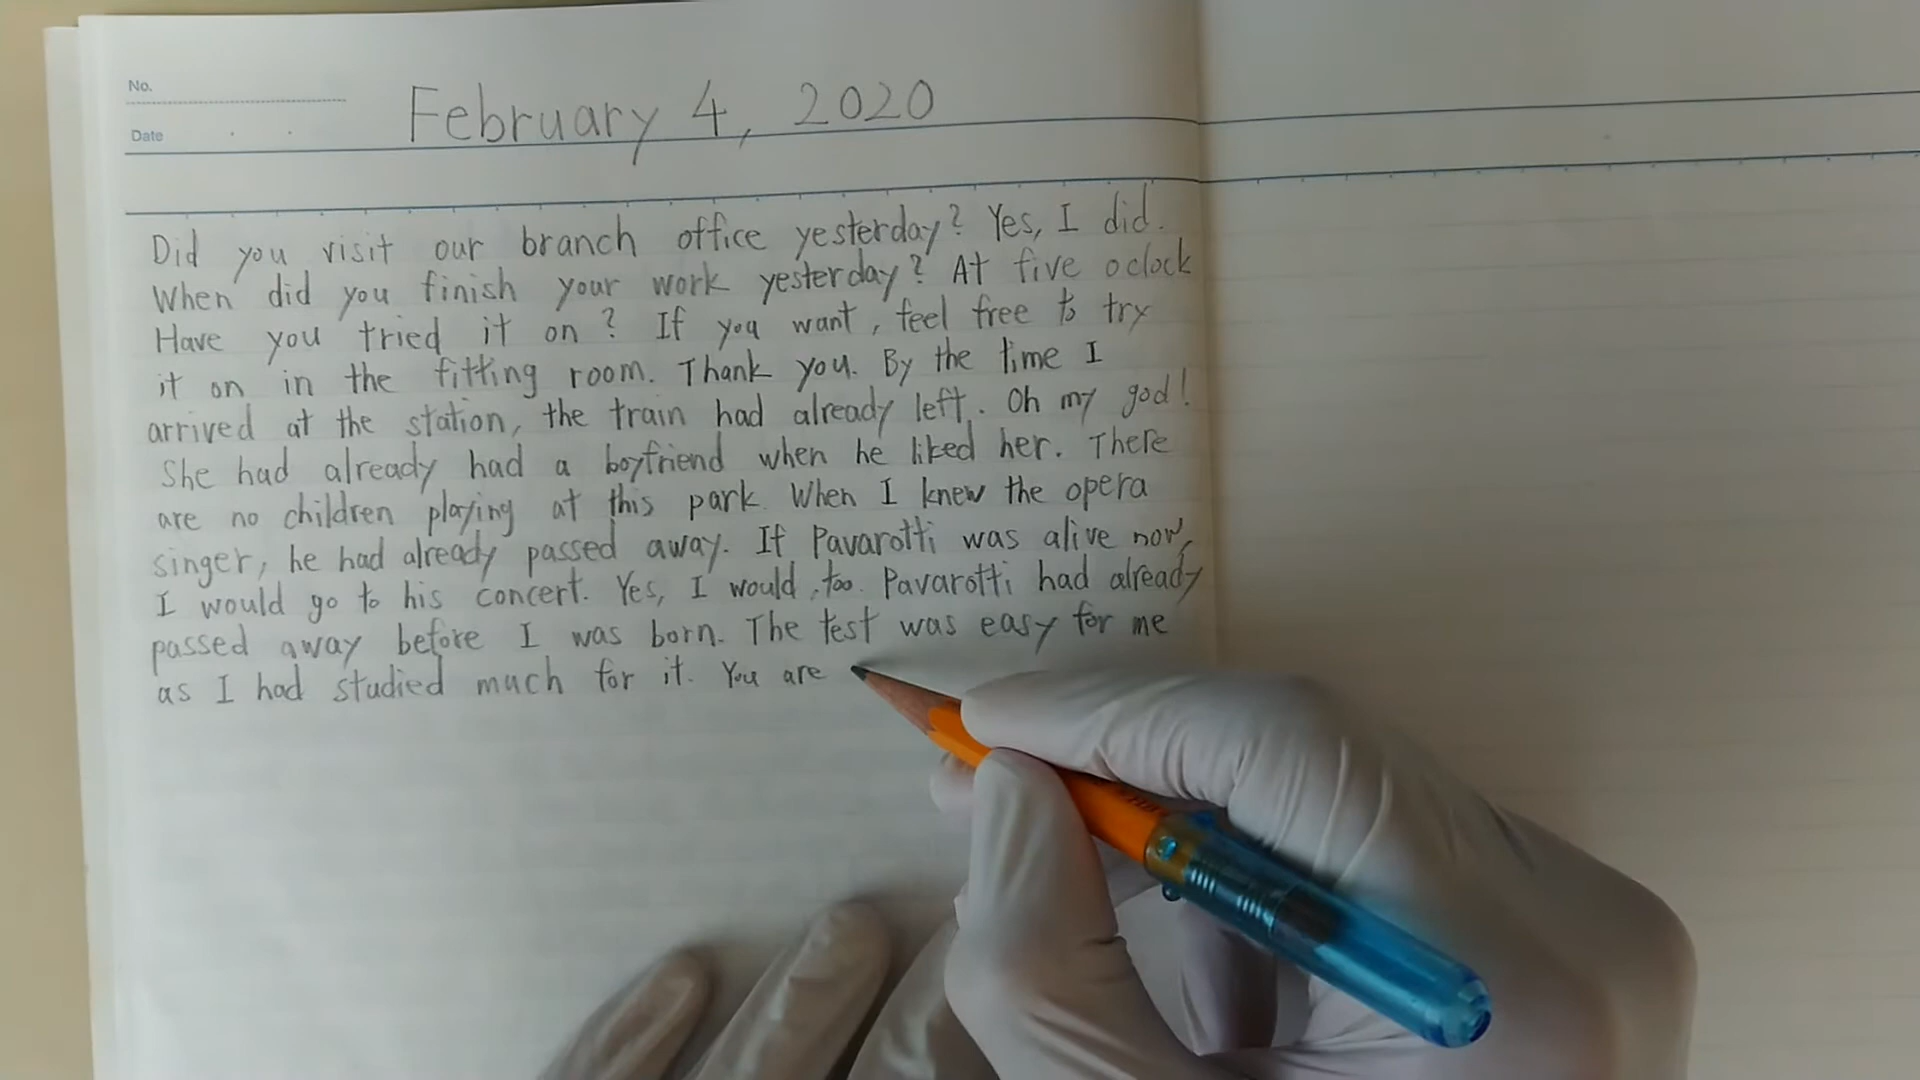 No.
Date
February 4, 2020
Did you visit our branch office yesterday? Yes, I did.
When did you finish your work yesterday? At five oclock
Have you tried it on? If you want, feel free to try
it on in the fitting room. Thank you. By the time I
arrived at the station, the train had already left. Oh my god!
She had already had a boyfriend when he liked her. There
are no children playing at this park. When I knew the opera
singer, he had already passed away. If Pavarotti was alive now,
I would go to his concert. Yes, I would, too. Pavarotti had already
passed away before I was born. The test was easy for me
as I had studied much for it. You are